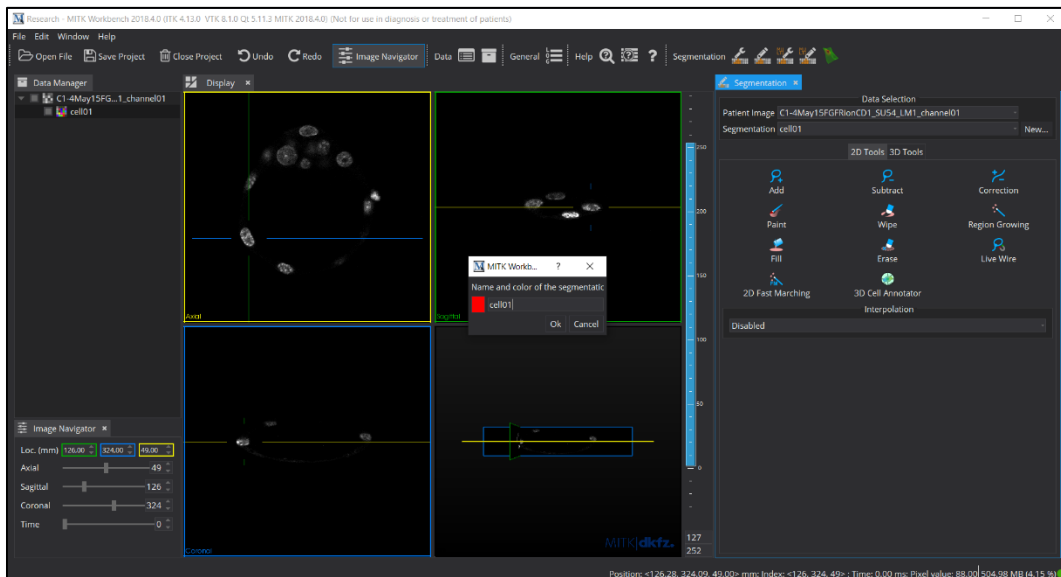 Research - MITK Workbench 2018.4.0 (ITK 4.13.0 VTK 8.1.0 Qt 5.11.3 MITK 2018.4.0) (Not for use in diagnosis or treatment of patients)
File Edit Window Help
Open File Save Project Close Project Undo Redo Image Navigator Data General Help ? Segmentation
Data Manager
C1-4May15FG...1_channel01
cell01
Display
Axial
Sagittal
Coronal
MITK dkfz.
250
200
150
100
50
0
127
252
MITK Workb... ?
Name and color of the segmentatic
cell01
Ok Cancel
Segmentation
Data Selection
Patient Image C1-4May15FGFRionCD1_SU54_LM1_channel01
Segmentation cell01 New...
2D Tools 3D Tools
Add Subtract Correction
Paint Wipe Region Growing
Fill Erase Live Wire
2D Fast Marching 3D Cell Annotator
Interpolation
Disabled
Image Navigator
Loc. (mm) 126,00 324,00 49,00
Axial 49
Sagittal 126
Coronal 324
Time 0
Position: <126.28, 324.09, 49.00> mm; Index: <126, 324, 49> ; Time: 0.00 ms; Pixel value: 88.00 504.98 MB (4.15 %)